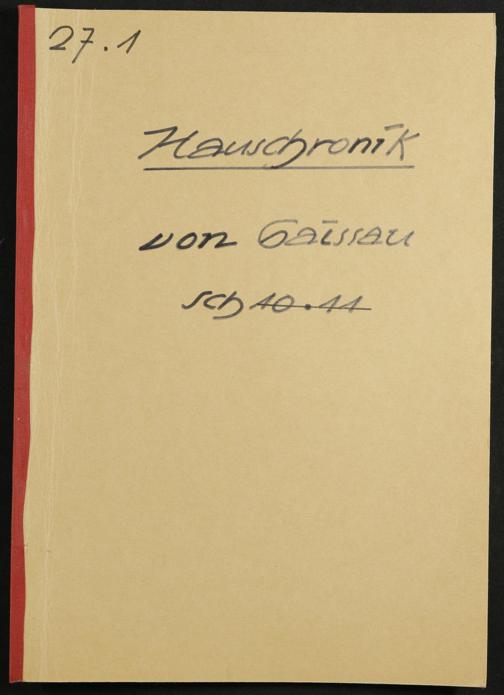 27.1
Hauschronik
von Gaissau
sch 10.11